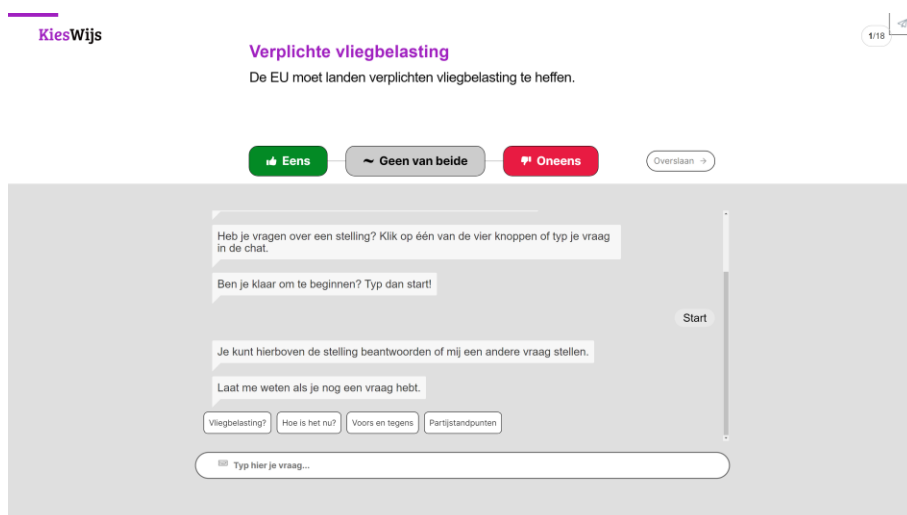 KiesWijs
1/18
Verplichte vliegbelasting
De EU moet landen verplichten vliegbelasting te heffen.
Eens
~ Geen van beide
Oneens
Overslaan →
Heb je vragen over een stelling? Klik op één van de vier knoppen of typ je vraag
in de chat.
Ben je klaar om te beginnen? Typ dan start!
Start
Je kunt hierboven de stelling beantwoorden of mij een andere vraag stellen.
Laat me weten als je nog een vraag hebt.
Vliegbelasting?
Hoe is het nu?
Voors en tegens
Partijstandpunten
Typ hier je vraag...